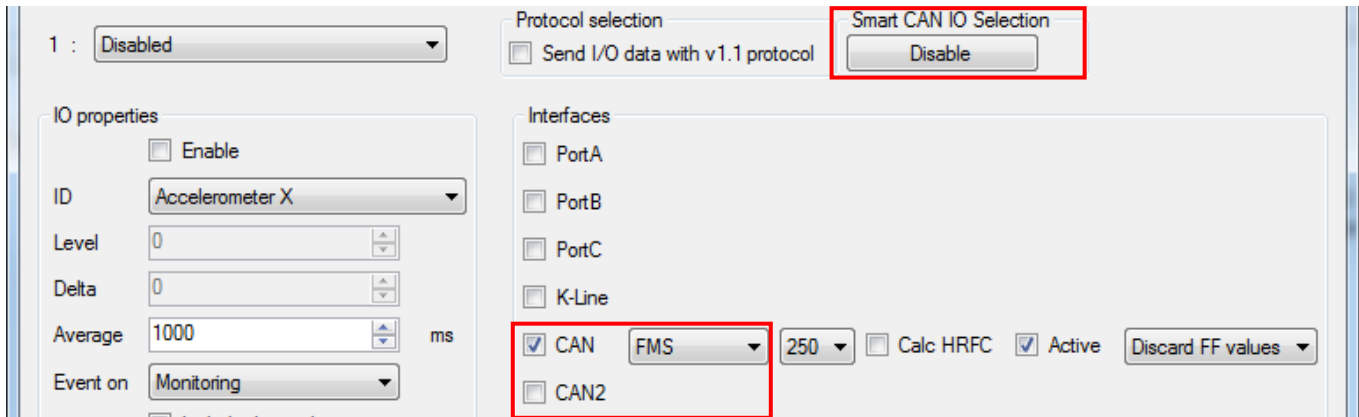 Protocol selection
Smart CAN IO Selection
1 : Disabled
Send I/O data with v1.1 protocol
Disable
IO properties
Enable
ID Accelerometer X
Level 0
Delta 0
Average 1000 ms
Event on Monitoring
Interfaces
PortA
PortB
PortC
K-Line
CAN FMS 250 Calc HRFC Active Discard FF values
CAN2